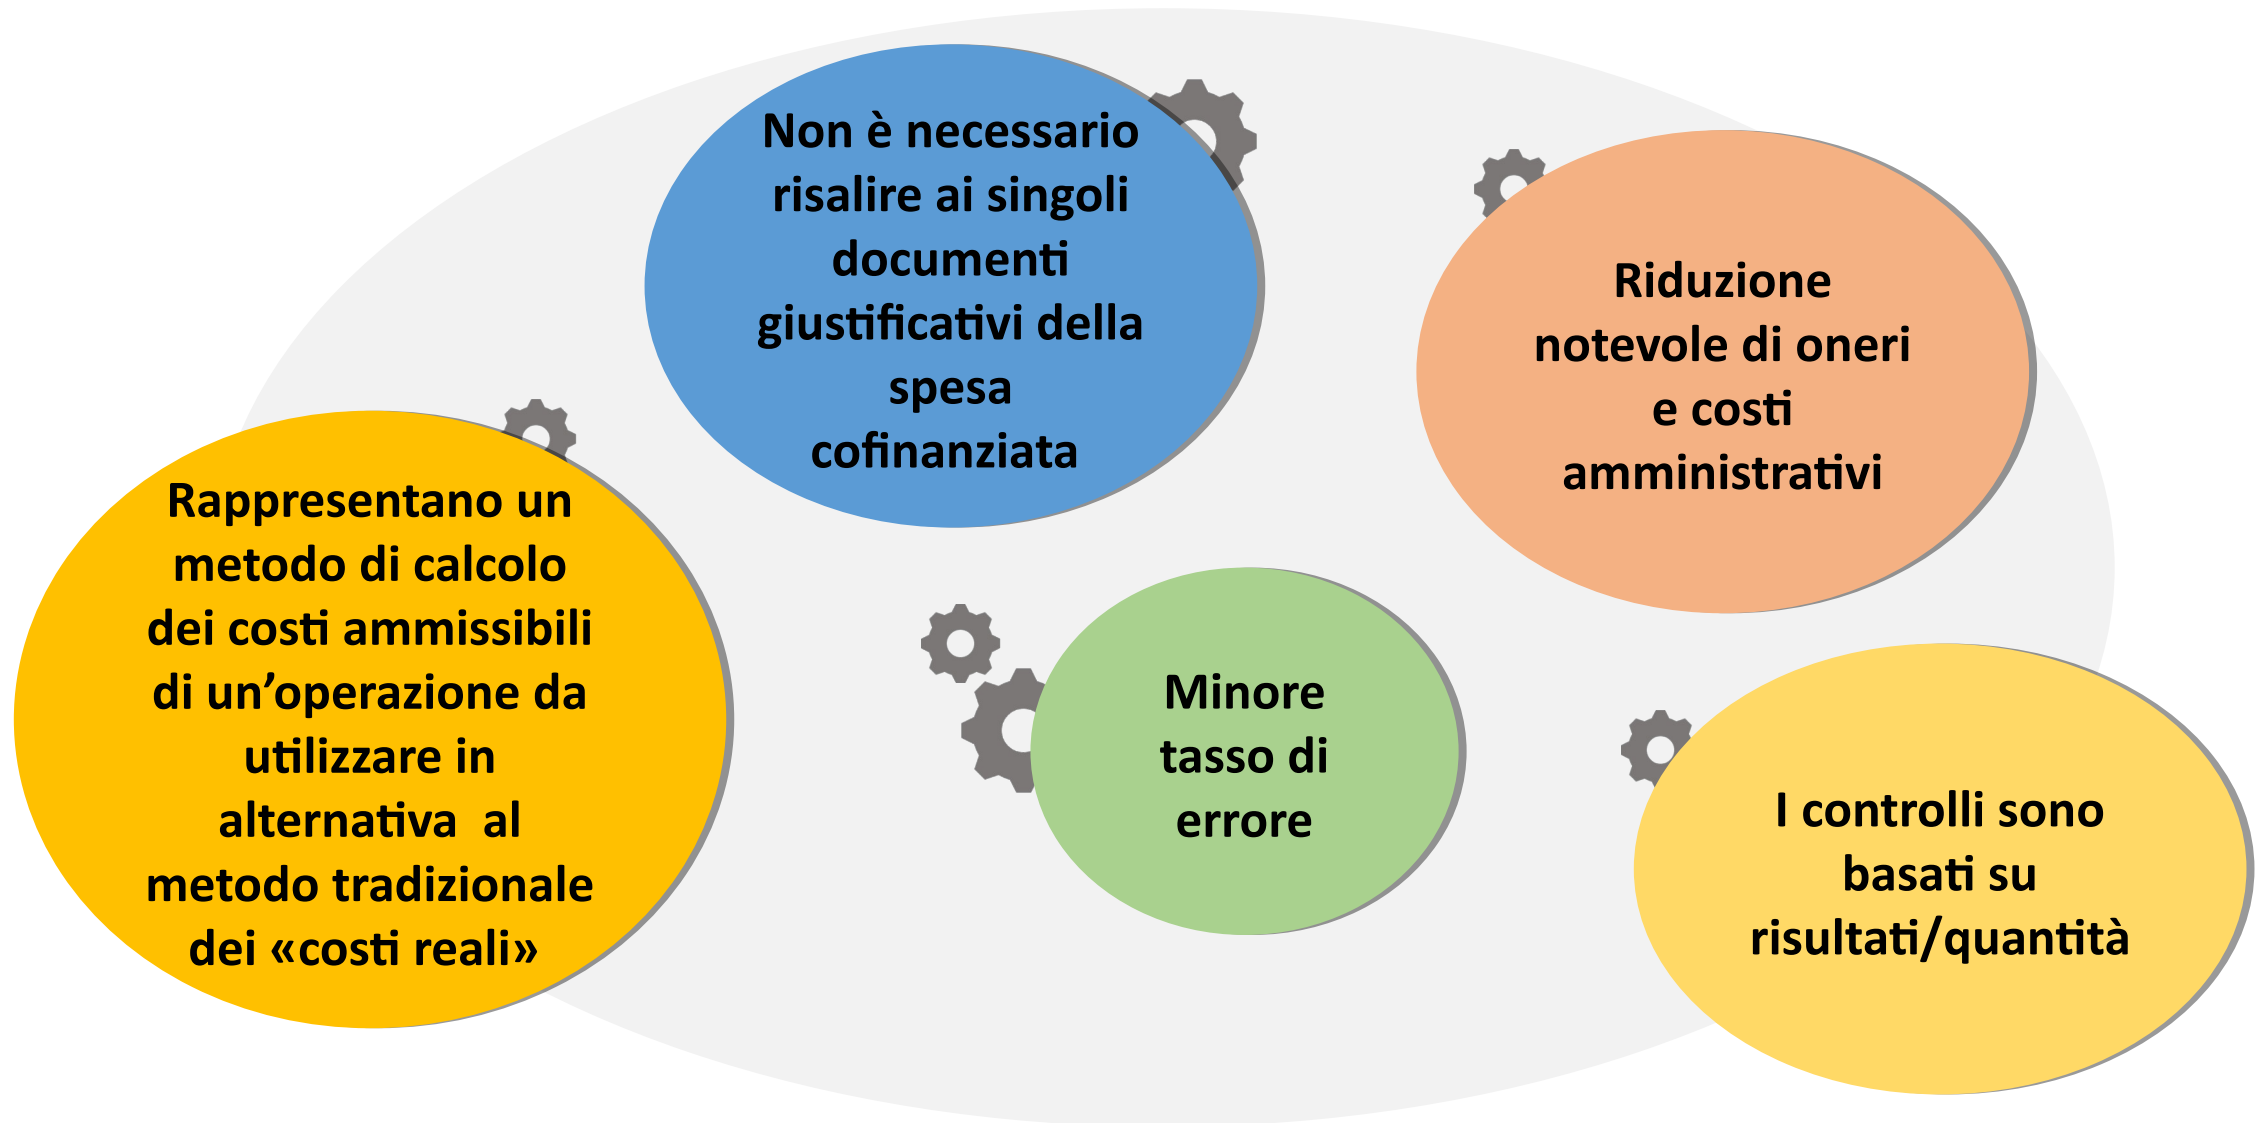 Non è necessario
risalire ai singoli
documenti
giustificativi della
spesa
cofinanziata
Riduzione
notevole di oneri
e costi
amministrativi
Rappresentano un
metodo di calcolo
dei costi ammissibili
di un’operazione da
utilizzare in
alternativa  al
metodo tradizionale
dei «costi reali»
Minore
tasso di
errore
I controlli sono
basati su
risultati/quantità